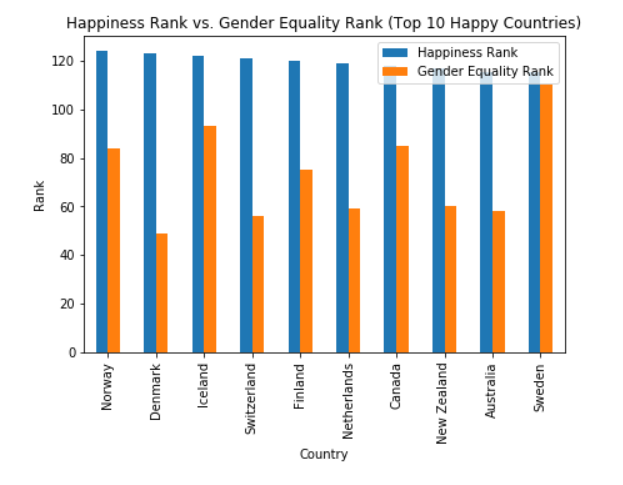 Happiness Rank vs. Gender Equality Rank (Top 10 Happy Countries)
Happiness Rank
Gender Equality Rank
120
100
80
60
40
20
0
Rank
Norway
Denmark
Iceland
Switzerland
Finland
Netherlands
Canada
New Zealand
Australia
Sweden
Country